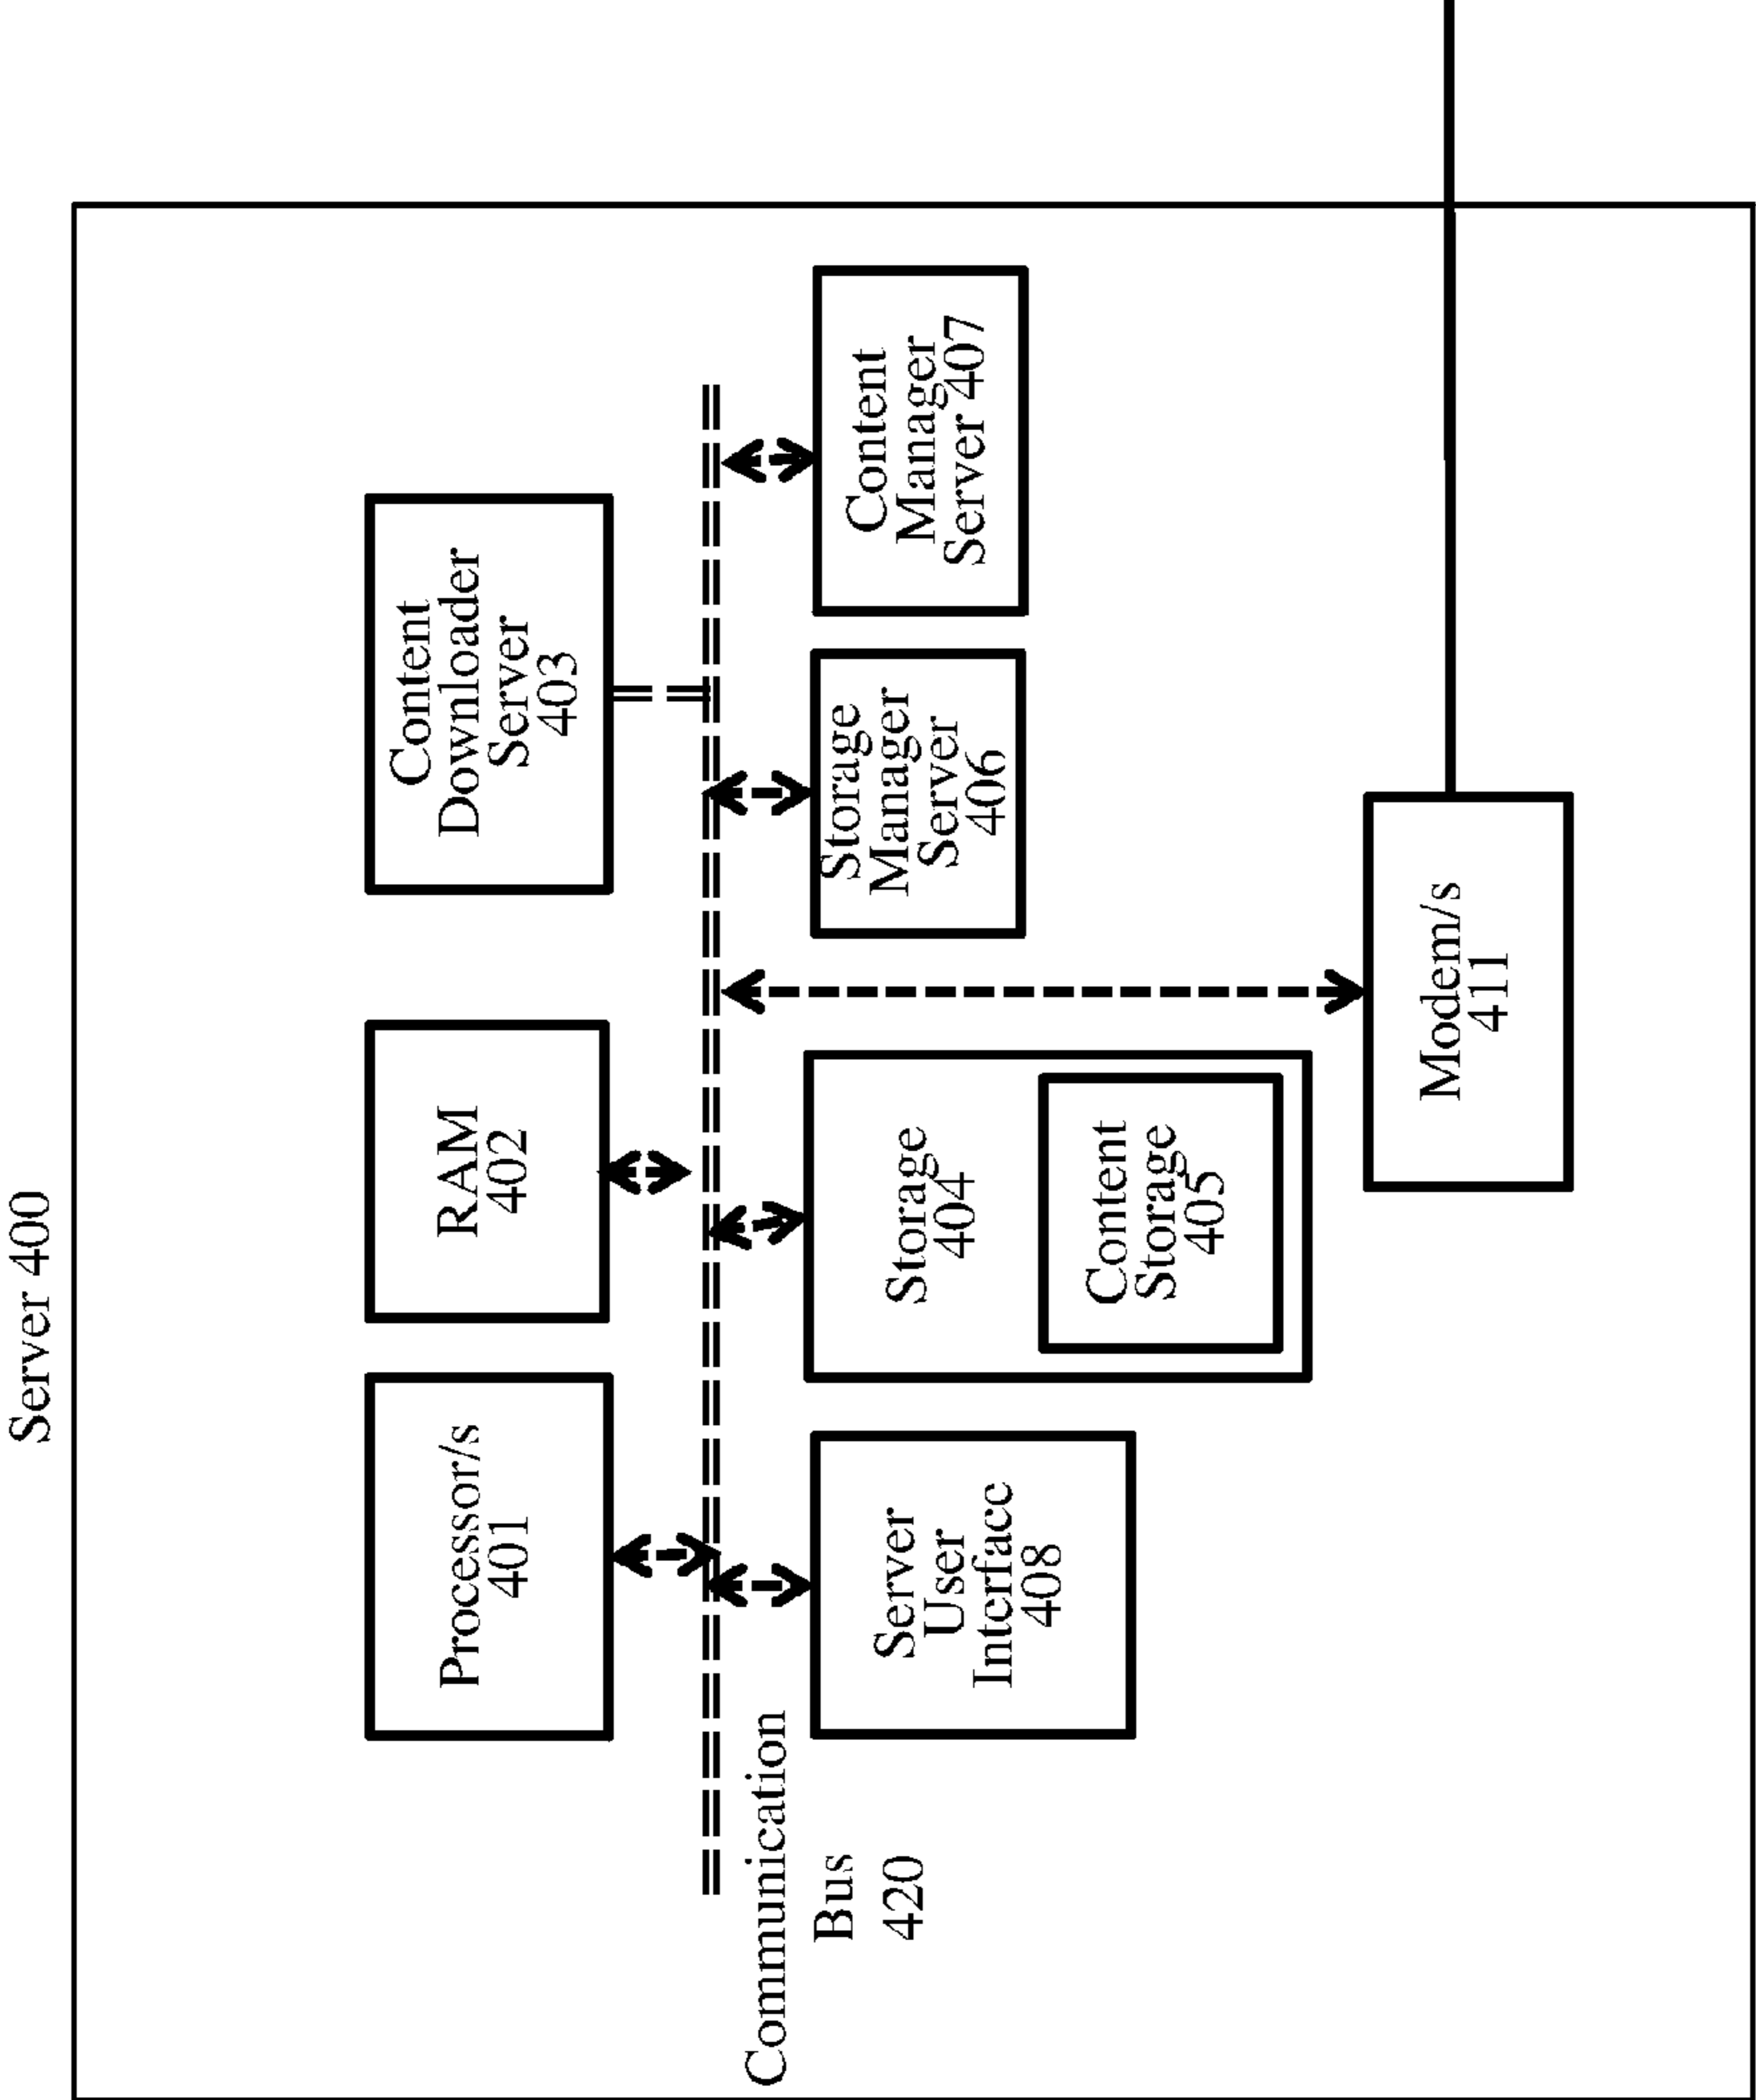 Server 400
Processor/s
401
RAM
402
Content
Downloader
Server
403
Communication
Bus
420
Server
User
Interface
408
Storage
404
Content
Storage
405
Storage
Manager
Server
406
Content
Manager
Server 407
Modem/s
411